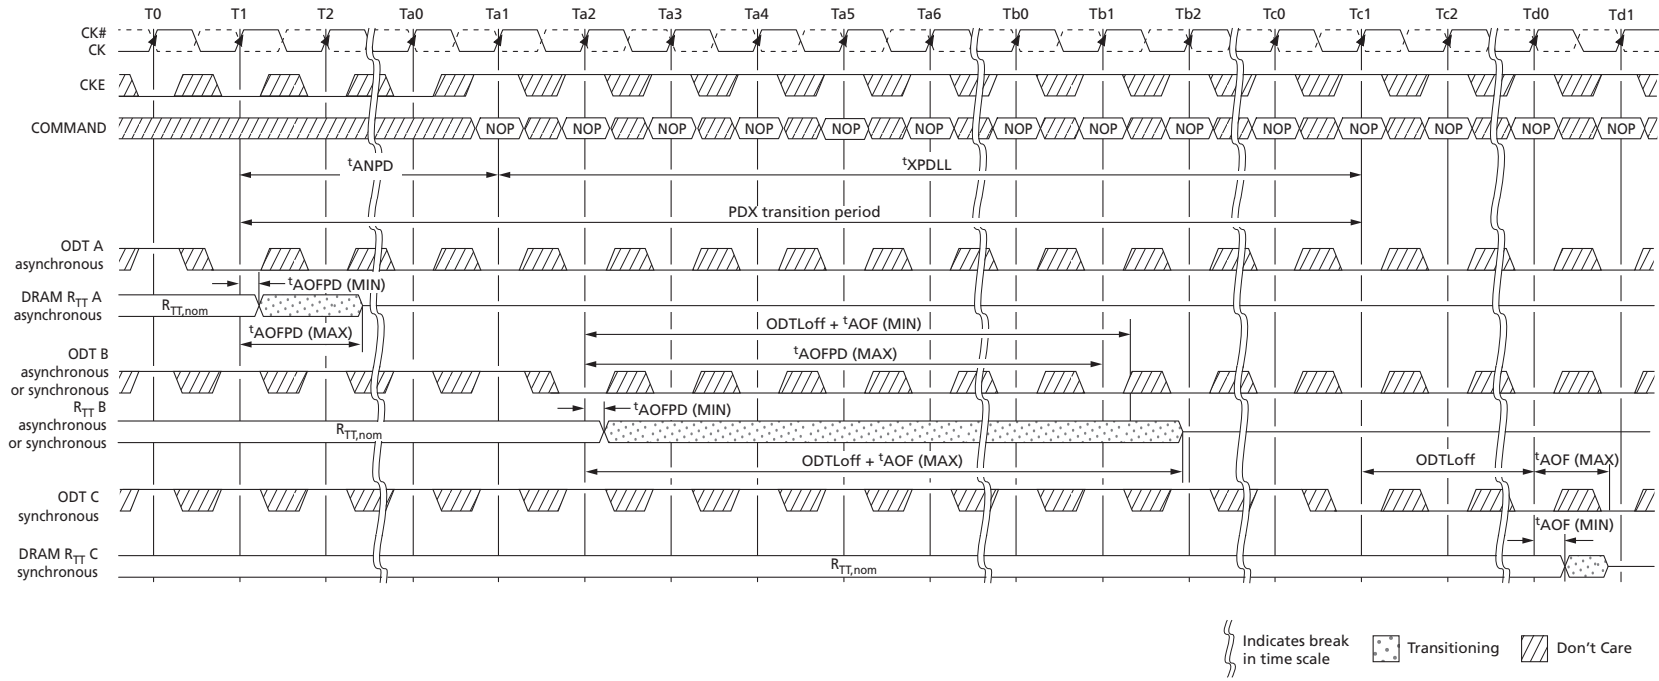 T0 T1 T2 Ta0 Ta1 Ta2 Ta3 Ta4 Ta5 Ta6 Tb0 Tb1 Tb2 Tc0 Tc1 Tc2 Td0 Td1
CK#
CK
CKE
COMMAND NOP NOP NOP NOP NOP NOP NOP NOP NOP NOP NOP NOP NOP NOP
tANPD tXPDLL
PDX transition period
ODT A
asynchronous
tAOFPD (MIN)
DRAM RTT A
asynchronous
RTT,nom
tAOFPD (MAX)
ODTLoff + tAOF (MIN)
tAOFPD (MAX)
ODT B
asynchronous
or synchronous
tAOFPD (MIN)
RTT B
asynchronous
or synchronous
RTT,nom
ODTLoff + tAOF (MAX)
ODTLoff tAOF (MAX)
ODT C
synchronous
tAOF (MIN)
DRAM RTT C
synchronous
RTT,nom
Indicates break
in time scale
Transitioning
Don't Care